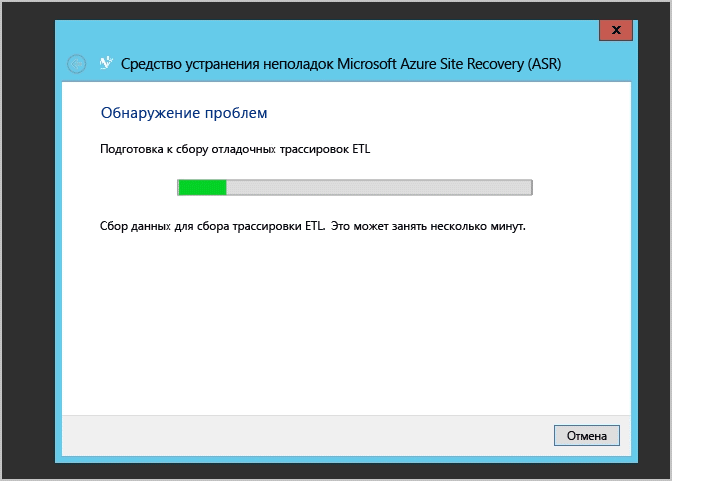 x
Средство устранения неполадок Microsoft Azure Site Recovery (ASR)
Обнаружение проблем
Подготовка к сбору отладочных трассировок ETL
Сбор данных для сбора трассировки ETL. Это может занять несколько минут.
Отмена